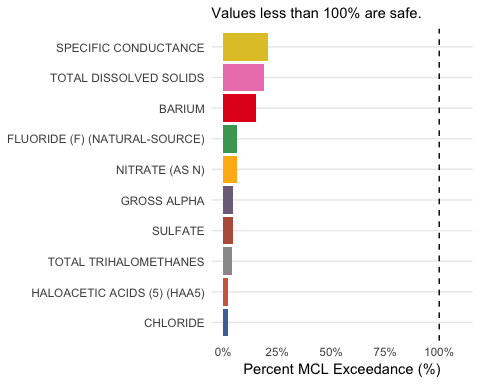 Values less than 100% are safe.
SPECIFIC CONDUCTANCE
TOTAL DISSOLVED SOLIDS
BARIUM
FLUORIDE (F) (NATURAL-SOURCE)
NITRATE (AS N)
GROSS ALPHA
SULFATE
TOTAL TRIHALOMETHANES
HALOACETIC ACIDS (5) (HAA5)
CHLORIDE
0% 25% 50% 75% 100%
Percent MCL Exceedance (%)